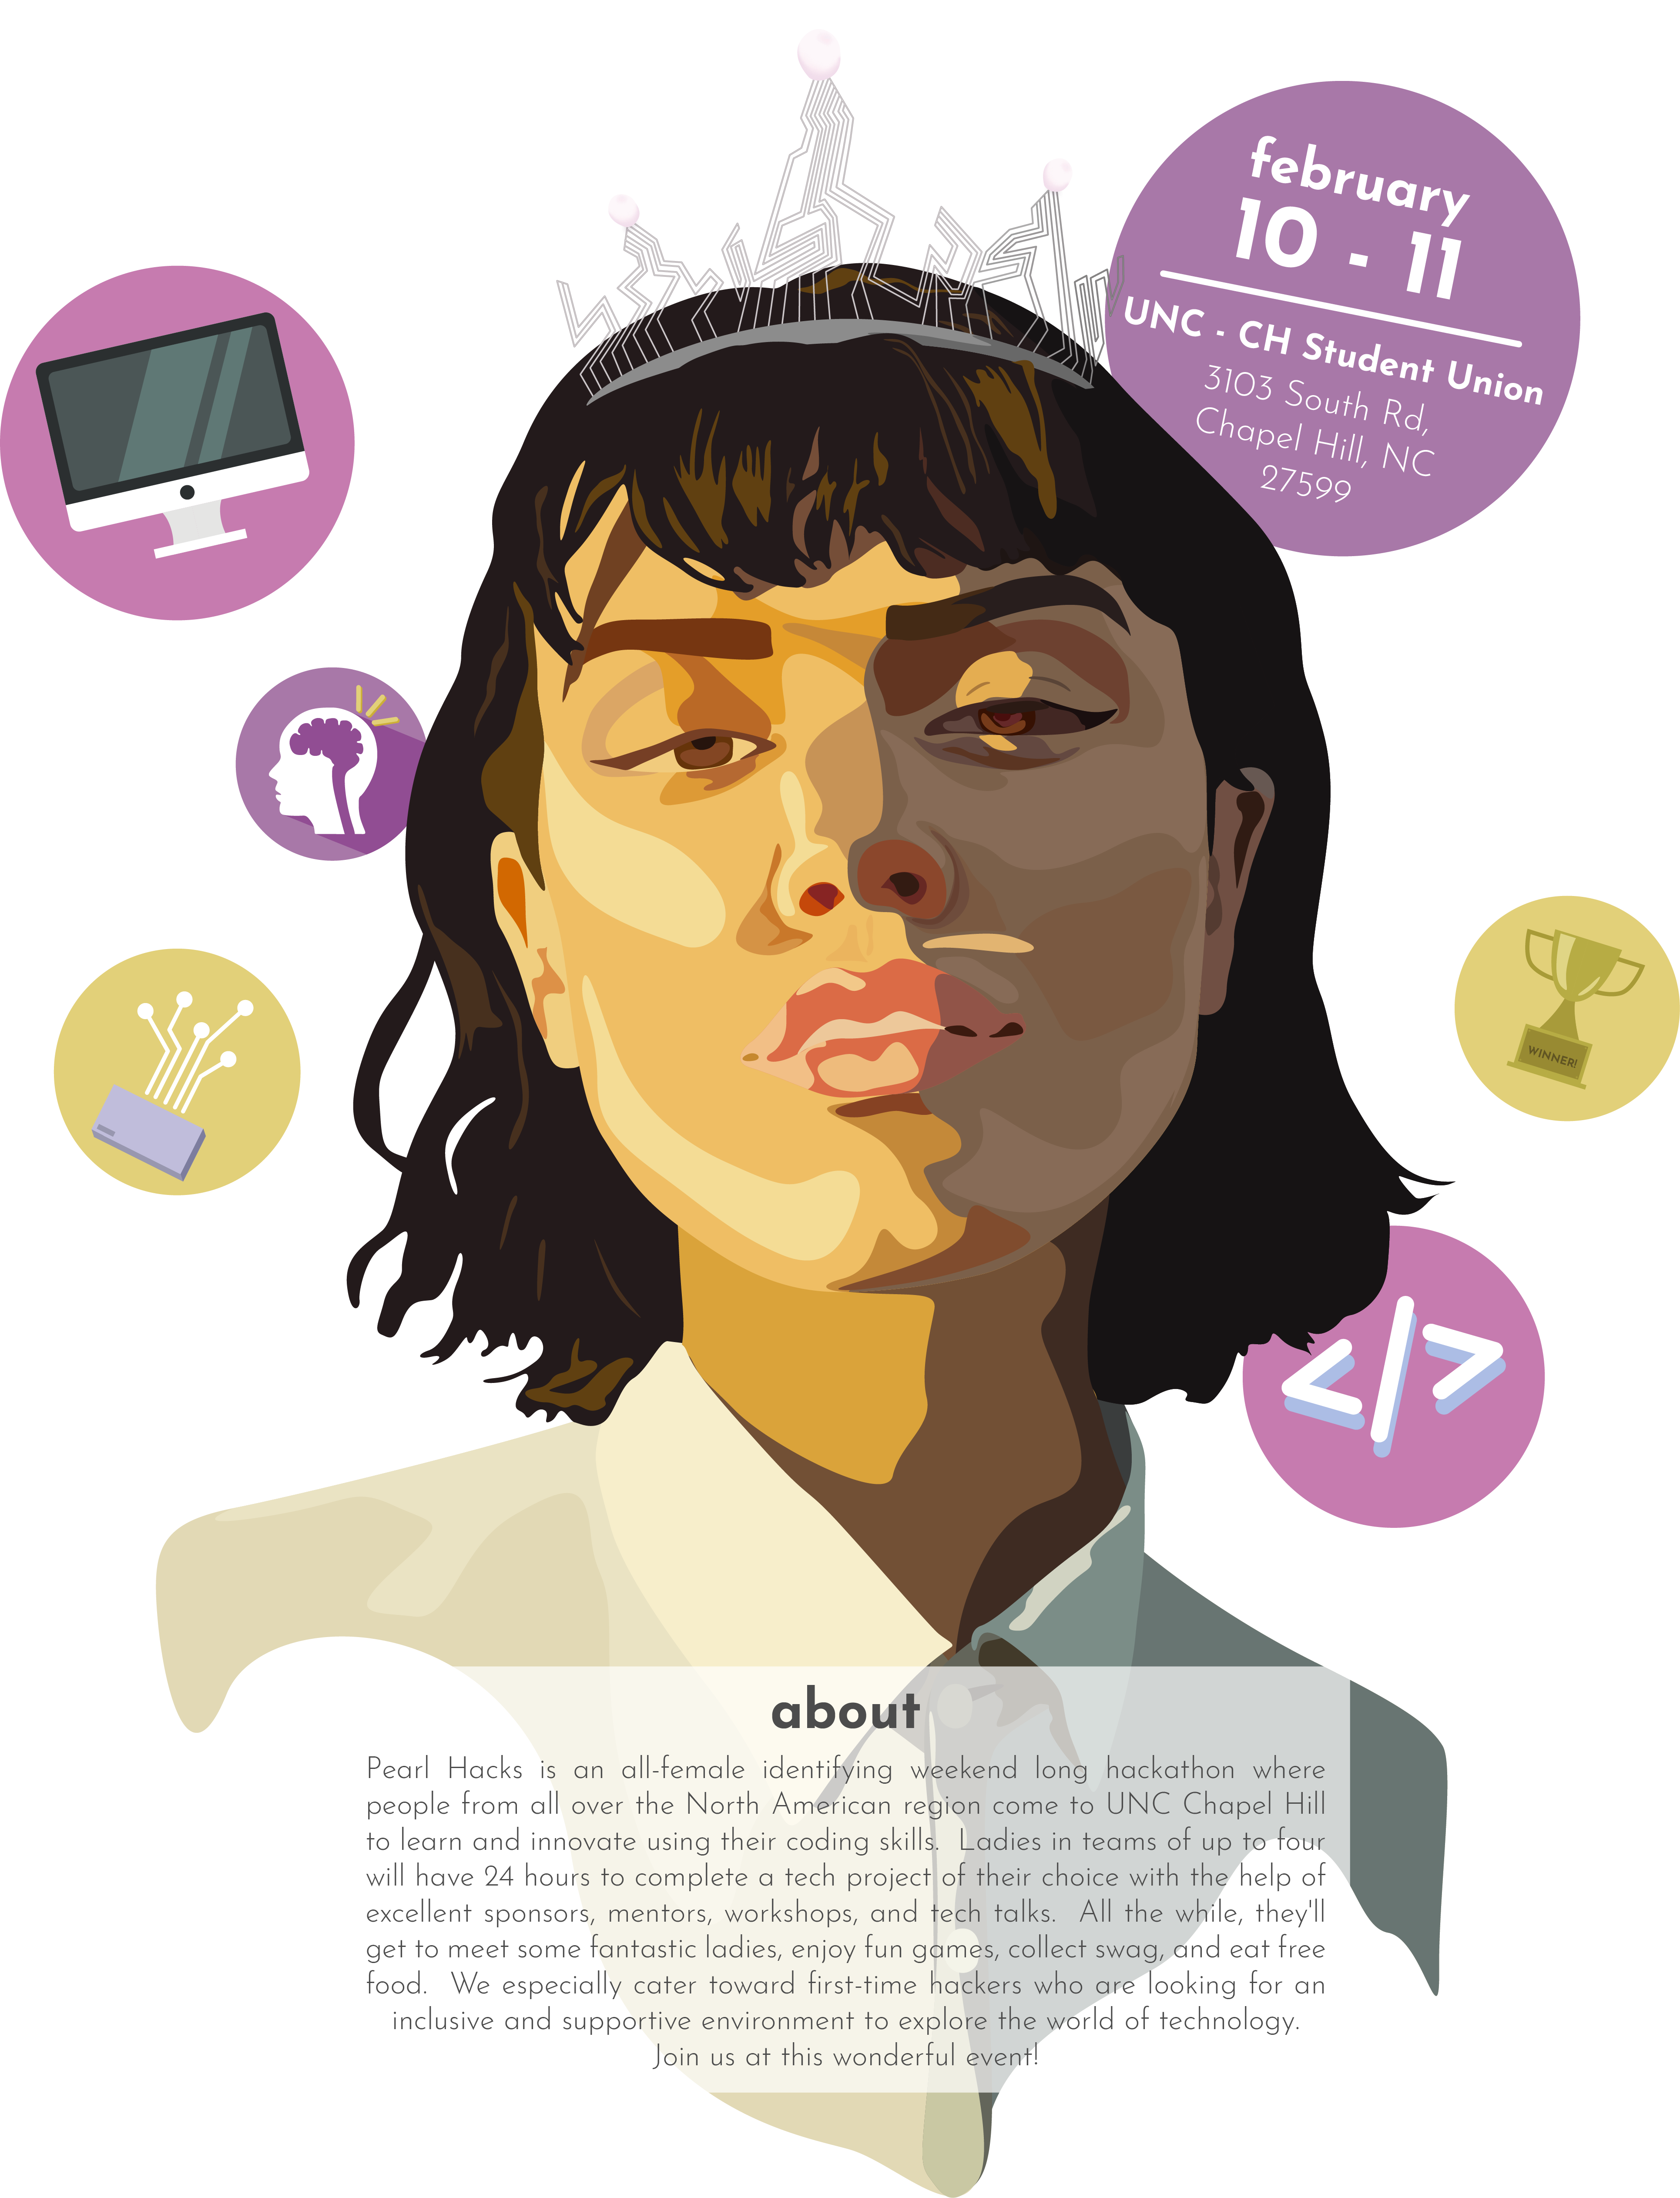 february
10 - 11
UNC - CH Student Union
3103 South Rd,
Chapel Hill, NC
27599
WINNER!
</>
about
Pearl Hacks is an all-female identifying weekend long hackathon where
people from all over the North American region come to UNC Chapel Hill
to learn and innovate using their coding skills.  Ladies in teams of up to four
will have 24 hours to complete a tech project of their choice with the help of
excellent sponsors, mentors, workshops, and tech talks.  All the while, they'll
get to meet some fantastic ladies, enjoy fun games, collect swag, and eat free
food.  We especially cater toward first-time hackers who are looking for an
inclusive and supportive environment to explore the world of technology.
Join us at this wonderful event!